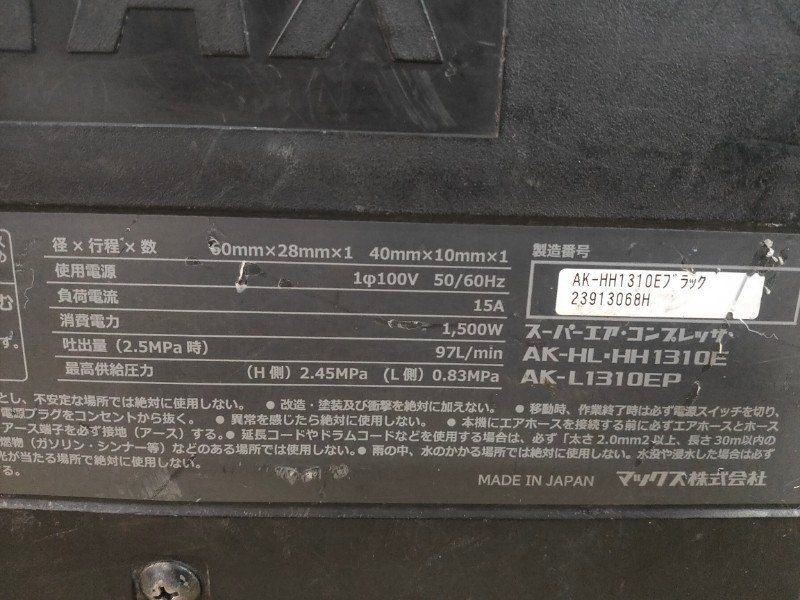 MAX
径×行程×数 60mm×28mm×1 40mm×10mm×1
使用電源 1φ100V 50/60Hz
負荷電流 15A
消費電力 1,500W
吐出量（2.5MPa時） 97L/min
最高供給圧力 （H側）2.45MPa （L側）0.83MPa
製造番号
AK-HH1310Eブラック
23913068H
スーパーエア・コンプレッサ
AK-HL・HH1310E
AK-L1310EP
とし、不安定な場所では絶対に使用しない。 ●改造・塗装及び衝撃を絶対に加えない。 ●移動時、作業終了時は必ず電源スイッチを切り、
電源プラグをコンセントから抜く。 ●異常を感じたら絶対に使用しない。 ●本機にエアホースを接続する前に必ずエアホースとホース
アース端子を必ず接地（アース）する。 ●延長コードやドラムコードなどを使用する場合は、必ず「太さ2.0mm2以上、長さ30m以内の
燃物（ガソリン・シンナー等）などのある場所では使用しない。 ●雨の中、水のかかる場所では絶対に使用しない。水没や浸水した場合は必ず
光が当たる場所で絶対に使用しない。
る。
MADE IN JAPAN マックス株式会社